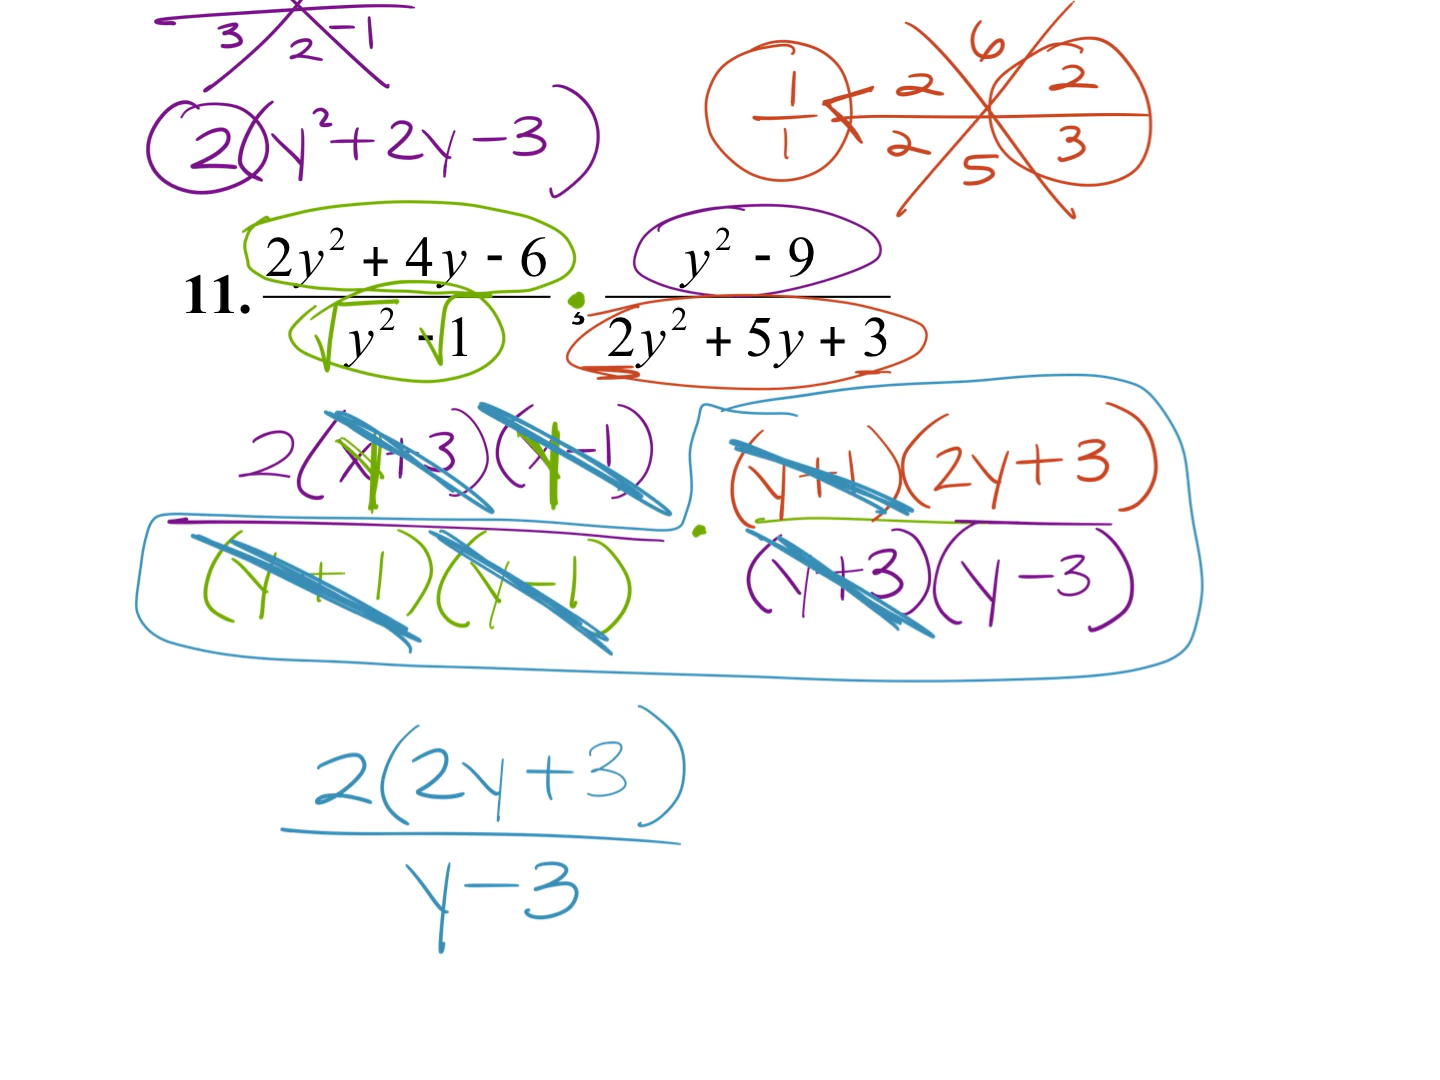 3 2 -1
6
1 2 2
1 2 5 3
2(y² + 2y - 3)
11. 2y² + 4y - 6 y² - 9
√y² - √1 2y² + 5y + 3
2(y+3)(y-1) (y+1)(2y+3)
(y+1)(y-1) · (y+3)(y-3)
2(2y+3)
y-3